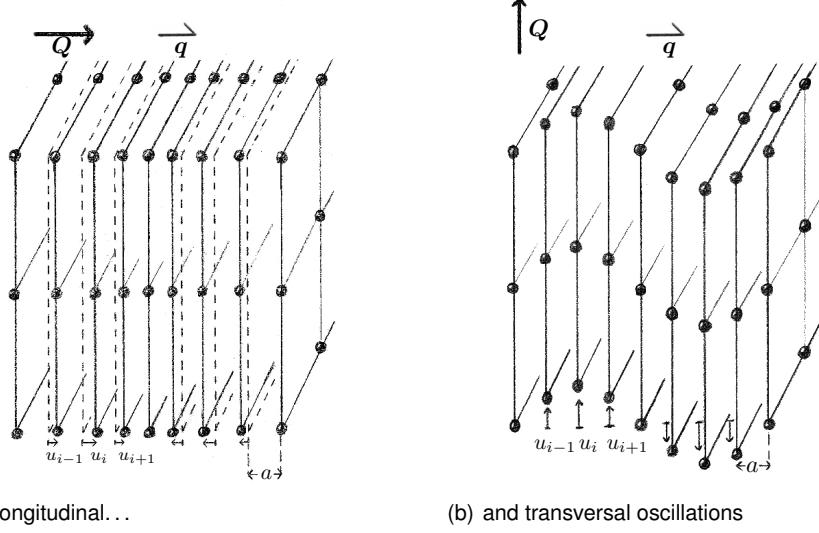 Q q
u_{i−1} u_i u_{i+1}
a
ongitudinal...
Q q
u_{i−1} u_i u_{i+1}
a
(b) and transversal oscillations